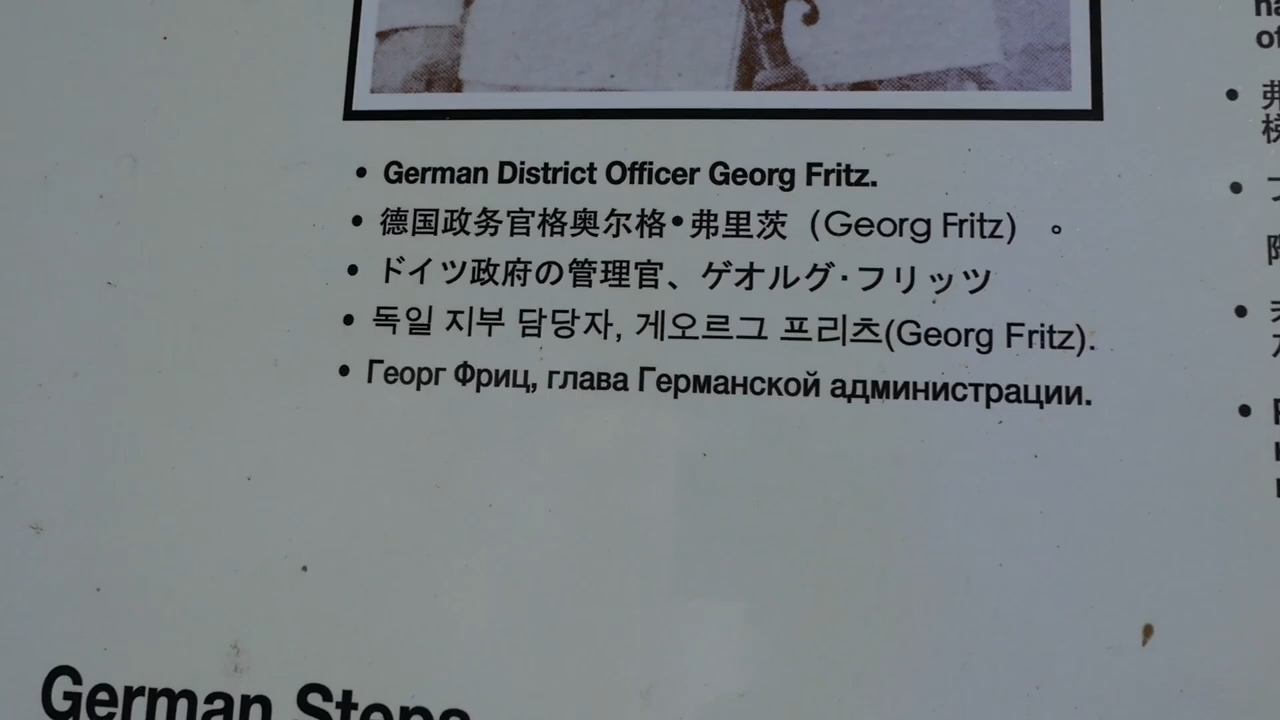 • German District Officer Georg Fritz.
• 德国政务官格奥尔格•弗里茨（Georg Fritz）。
• ドイツ政府の管理官、ゲオルグ・フリッツ
• 독일 지부 담당자, 게오르그 프리츠(Georg Fritz).
• Георг Фриц, глава Германской администрации.
German Steps